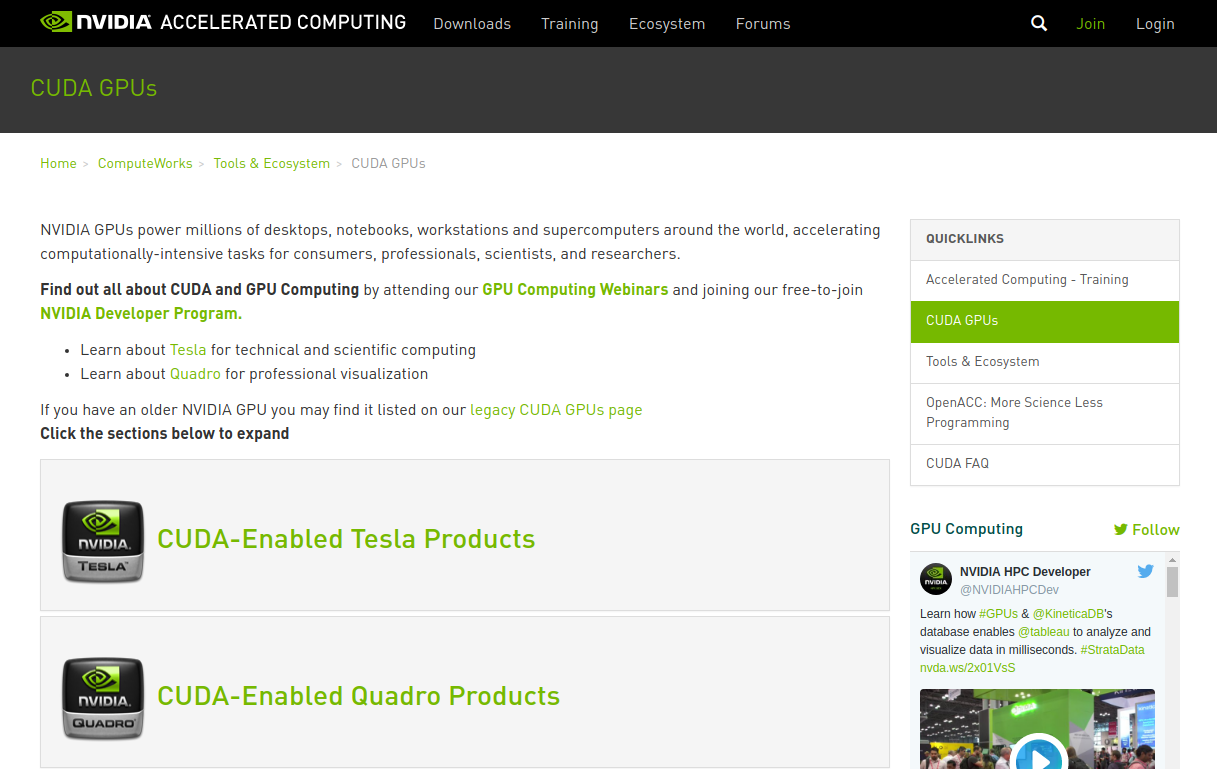 NVIDIA ACCELERATED COMPUTING Downloads Training Ecosystem Forums Join Login
CUDA GPUs
Home > ComputeWorks > Tools & Ecosystem > CUDA GPUs
NVIDIA GPUs power millions of desktops, notebooks, workstations and supercomputers around the world, accelerating
computationally-intensive tasks for consumers, professionals, scientists, and researchers.
Find out all about CUDA and GPU Computing by attending our GPU Computing Webinars and joining our free-to-join
NVIDIA Developer Program.
• Learn about Tesla for technical and scientific computing
• Learn about Quadro for professional visualization
If you have an older NVIDIA GPU you may find it listed on our legacy CUDA GPUs page
Click the sections below to expand
NVIDIA.
TESLA™
CUDA-Enabled Tesla Products
NVIDIA.
QUADRO®
CUDA-Enabled Quadro Products
QUICKLINKS
Accelerated Computing - Training
CUDA GPUs
Tools & Ecosystem
OpenACC: More Science Less
Programming
CUDA FAQ
GPU Computing Follow
NVIDIA
NVIDIA HPC Developer
@NVIDIAHPCDev
Learn how #GPUs & @KineticaDB's
database enables @tableau to analyze and
visualize data in milliseconds. #StrataData
nvda.ws/2x01VsS